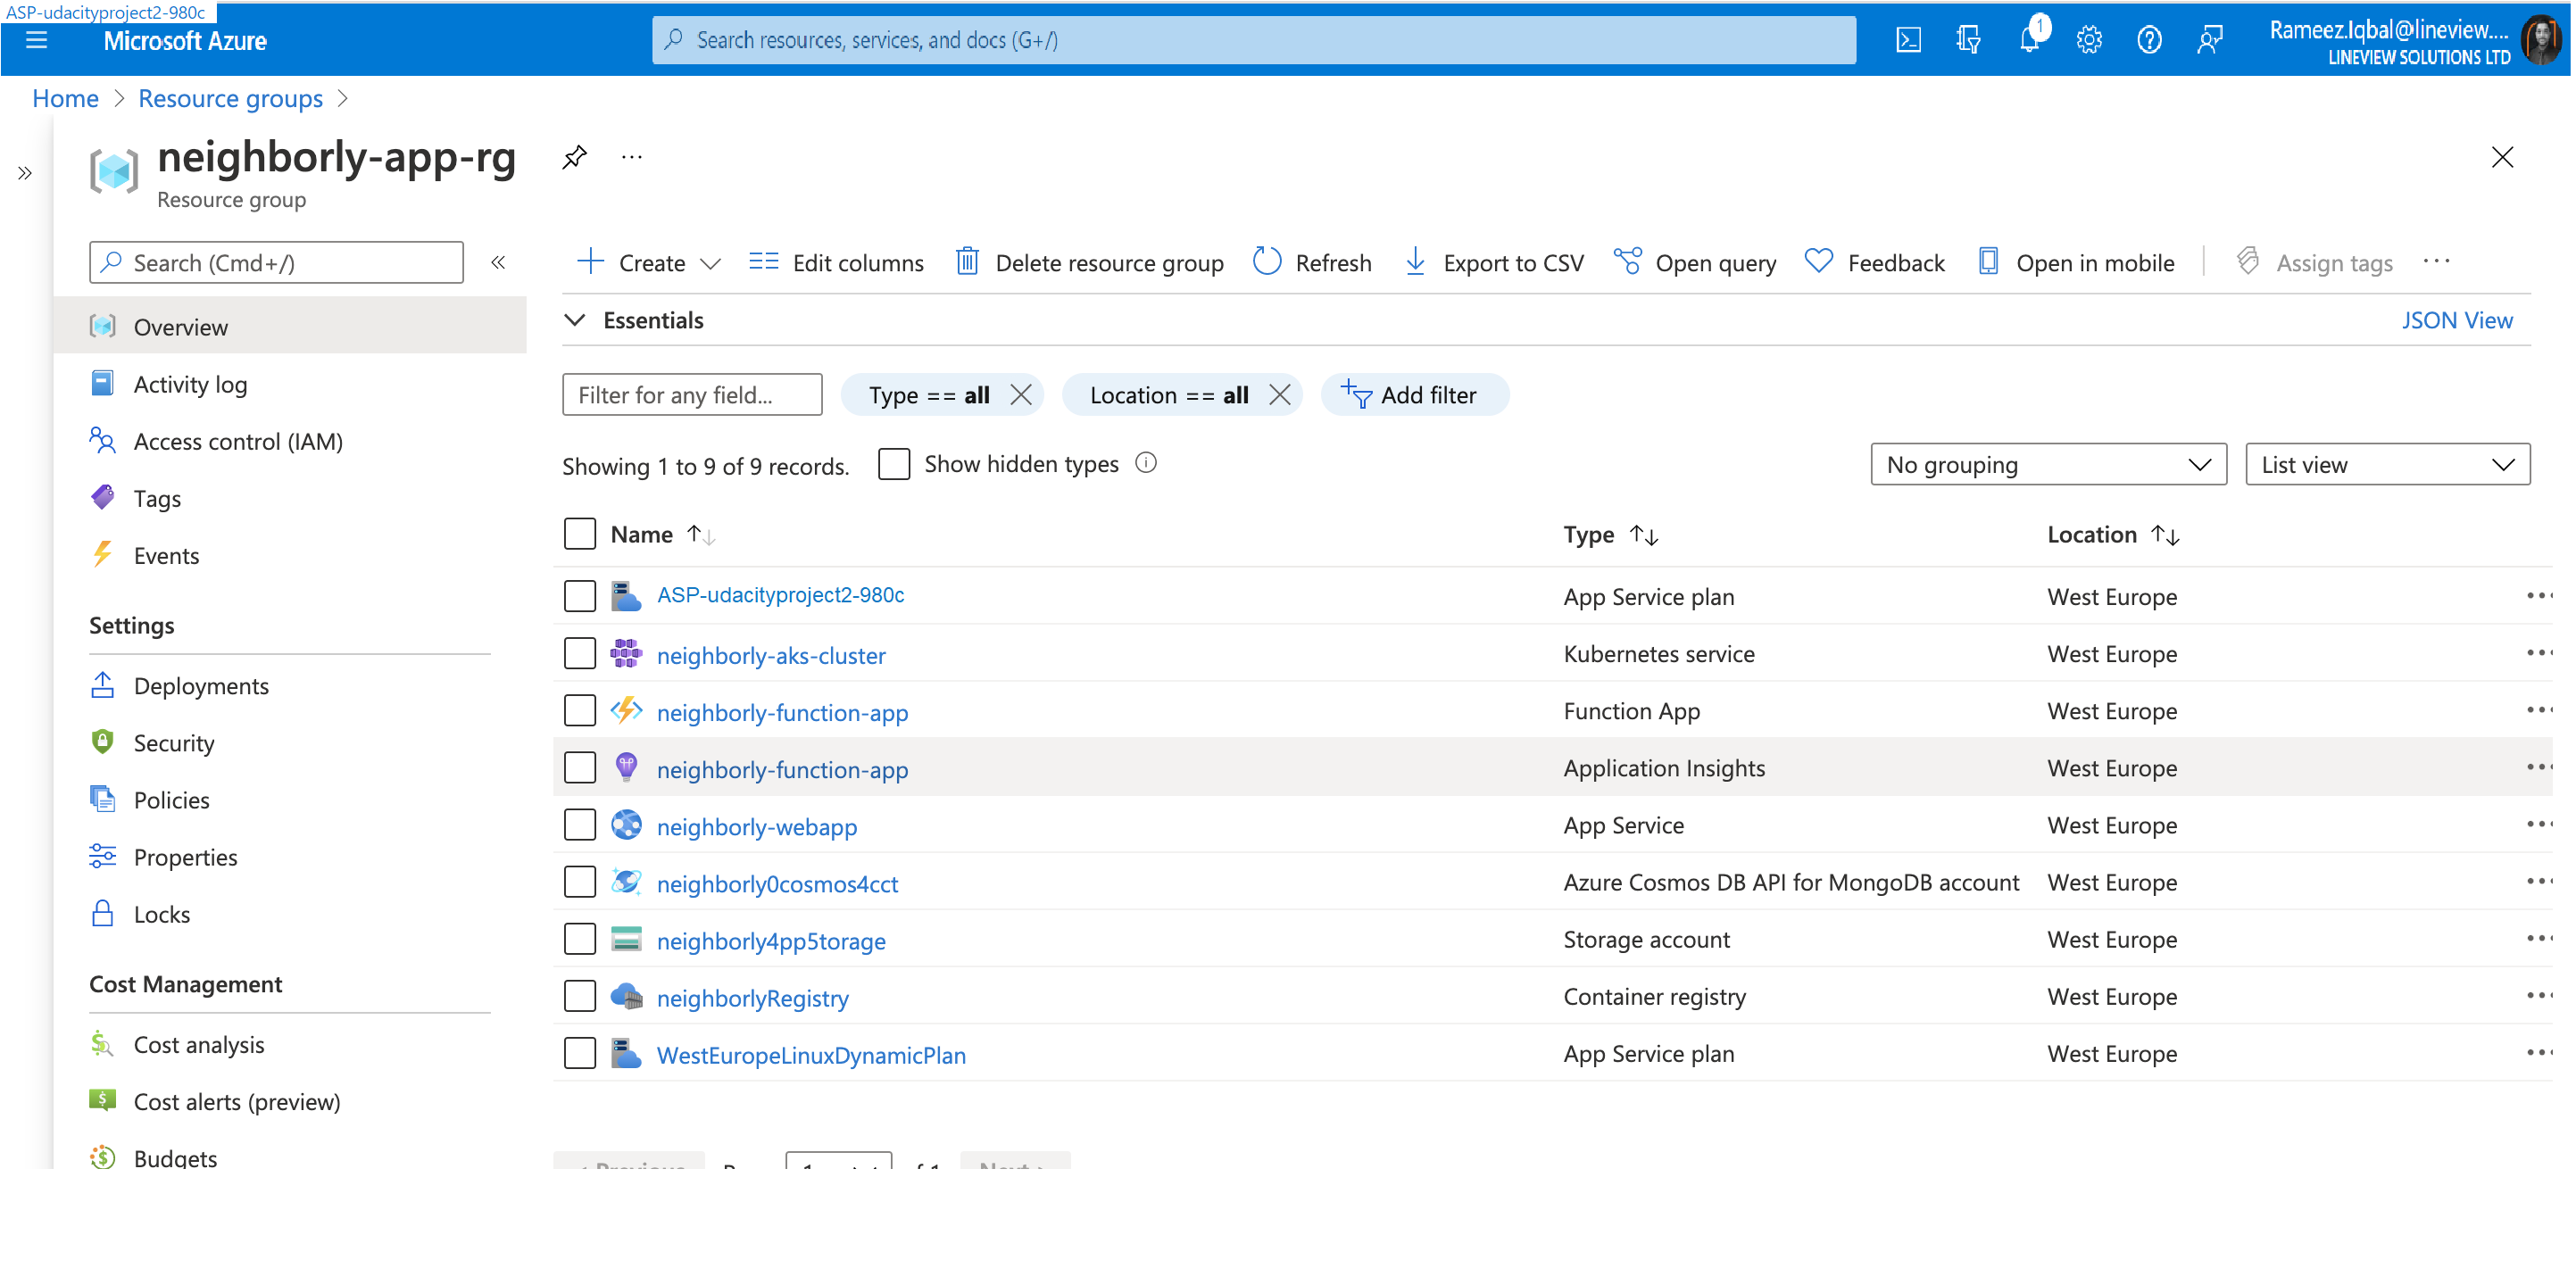 ASP-udacityproject2-980c
Microsoft Azure
Search resources, services, and docs (G+/)
1
Rameez.Iqbal@lineview....
LINEVIEW SOLUTIONS LTD
Home > Resource groups >
neighborly-app-rg
Resource group
Search (Cmd+/)
Create
Edit columns
Delete resource group
Refresh
Export to CSV
Open query
Feedback
Open in mobile
Assign tags
Overview
Activity log
Access control (IAM)
Tags
Events
Settings
Deployments
Security
Policies
Properties
Locks
Cost Management
Cost analysis
Cost alerts (preview)
Budgets
Essentials
JSON View
Filter for any field...
Type == all
Location == all
Add filter
Showing 1 to 9 of 9 records.
Show hidden types
No grouping
List view
Name Type Location
ASP-udacityproject2-980c App Service plan West Europe
neighborly-aks-cluster Kubernetes service West Europe
neighborly-function-app Function App West Europe
neighborly-function-app Application Insights West Europe
neighborly-webapp App Service West Europe
neighborly0cosmos4cct Azure Cosmos DB API for MongoDB account West Europe
neighborly4pp5torage Storage account West Europe
neighborlyRegistry Container registry West Europe
WestEuropeLinuxDynamicPlan App Service plan West Europe
< Previous
1
of 1
Next >